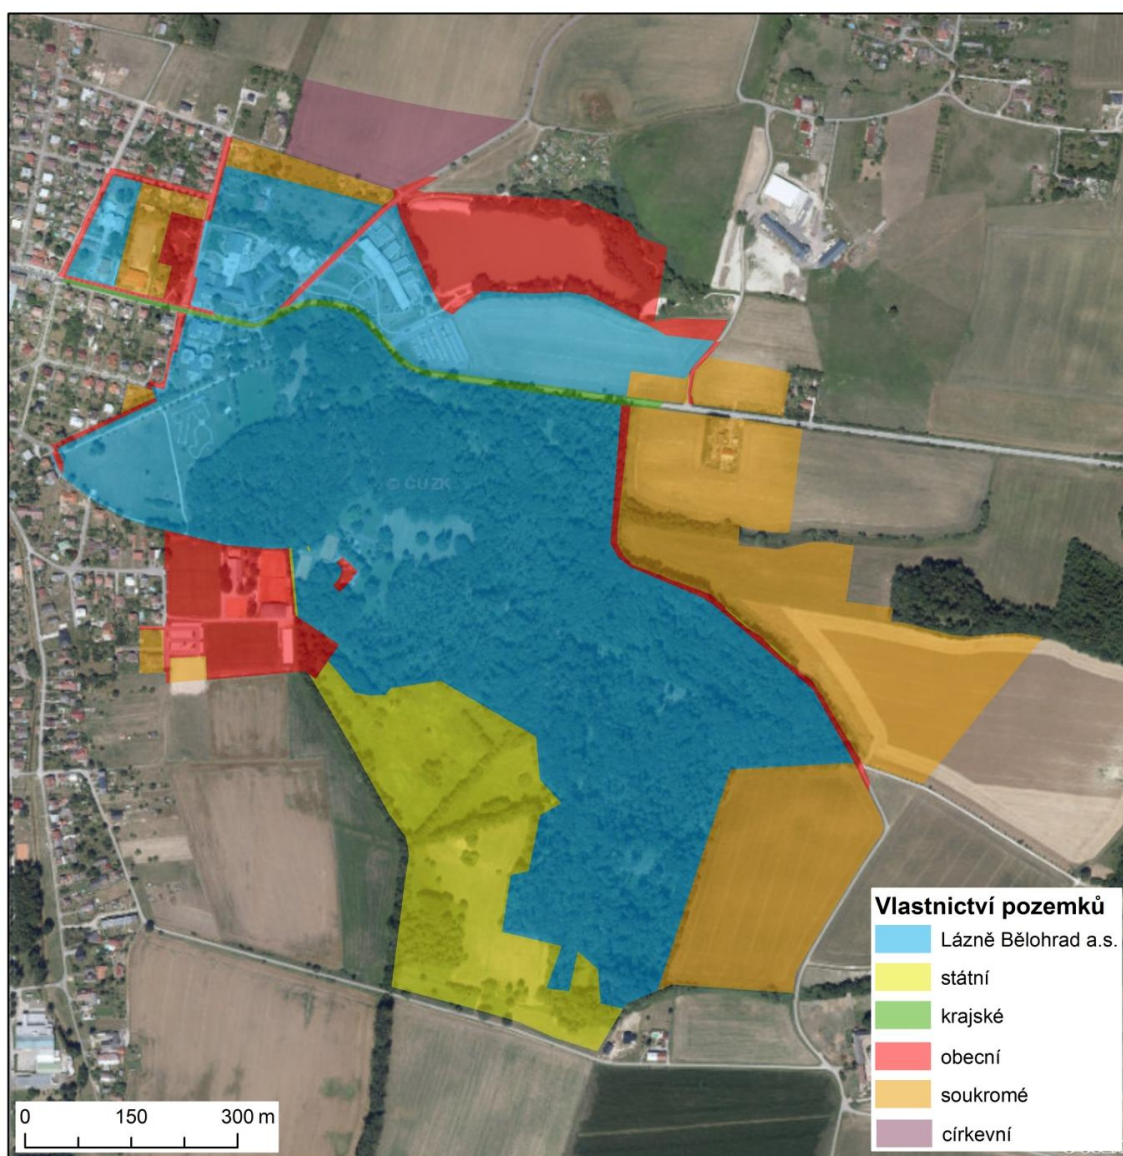 © ČÚZK
Vlastnictví pozemků
Lázně Bělohrad a.s.
státní
krajské
obecní
soukromé
církevní
0 150 300 m